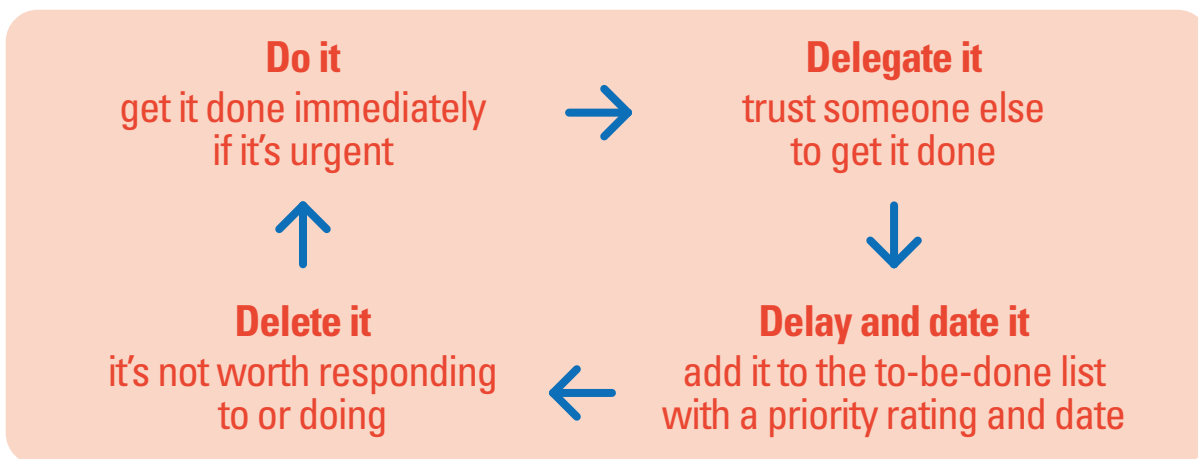 Do it
get it done immediately
if it's urgent
Delegate it
trust someone else
to get it done
Delay and date it
add it to the to-be-done list
with a priority rating and date
Delete it
it's not worth responding
to or doing